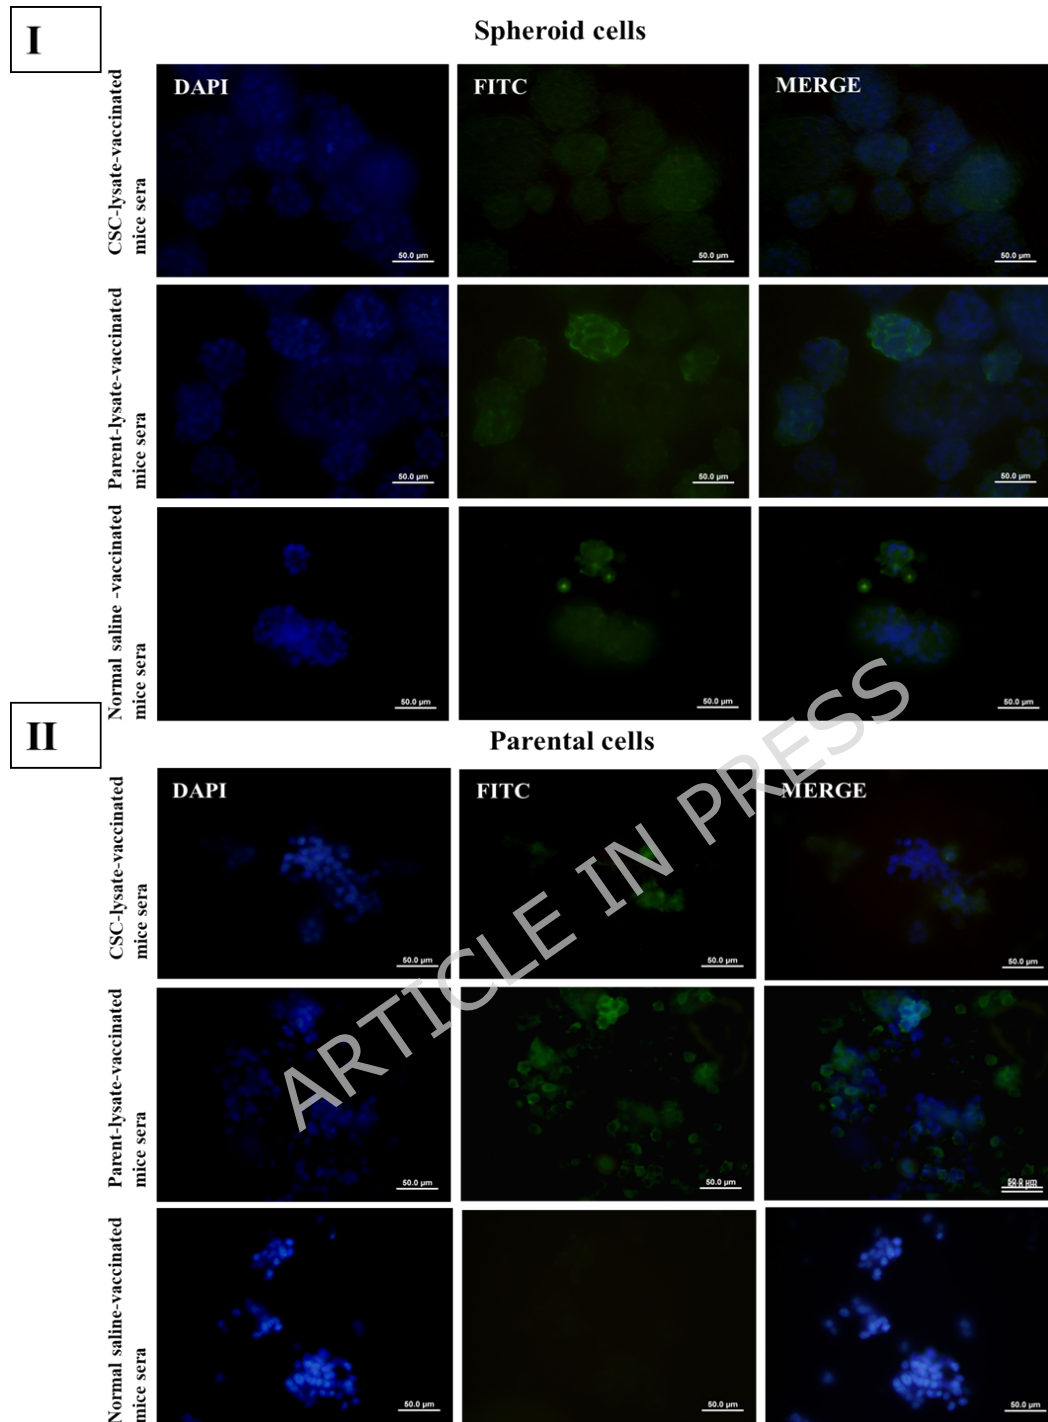 I
Spheroid cells
CSC-lysate-vaccinated
mice sera
DAPI
FITC
MERGE
50.0 µm
50.0 µm
50.0 µm
Parent-lysate-vaccinated
mice sera
50.0 µm
50.0 µm
50.0 µm
Normal saline -vaccinated
mice sera
50.0 µm
50.0 µm
50.0 µm
II
Parental cells
CSC-lysate-vaccinated
mice sera
DAPI
FITC
MERGE
50.0 µm
50.0 µm
50.0 µm
Parent-lysate-vaccinated
mice sera
50.0 µm
50.0 µm
Normal saline-vaccinated
mice sera
50.0 µm
50.0 µm
50.0 µm
ARTICLE IN PRESS